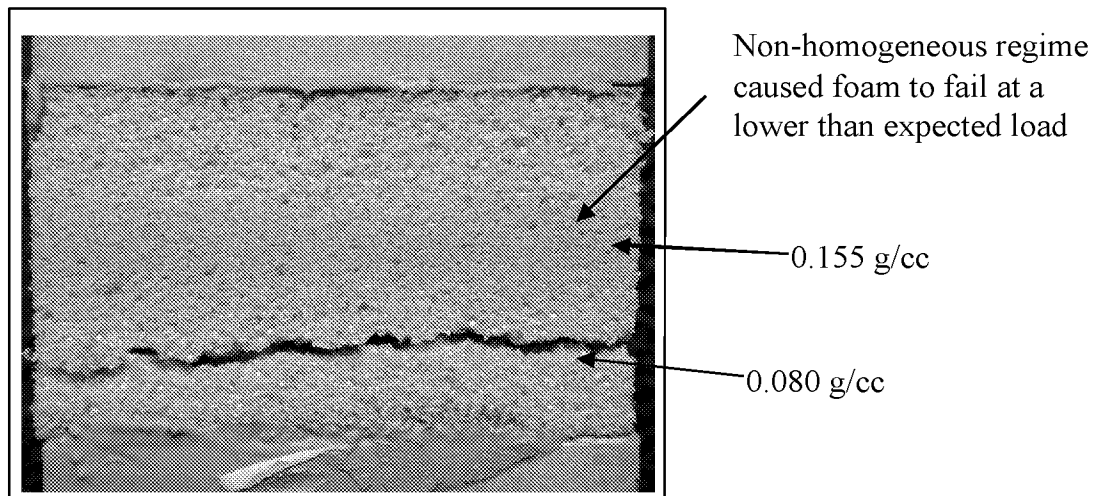 Non-homogeneous regime
caused foam to fail at a
lower than expected load
0.155 g/cc
0.080 g/cc